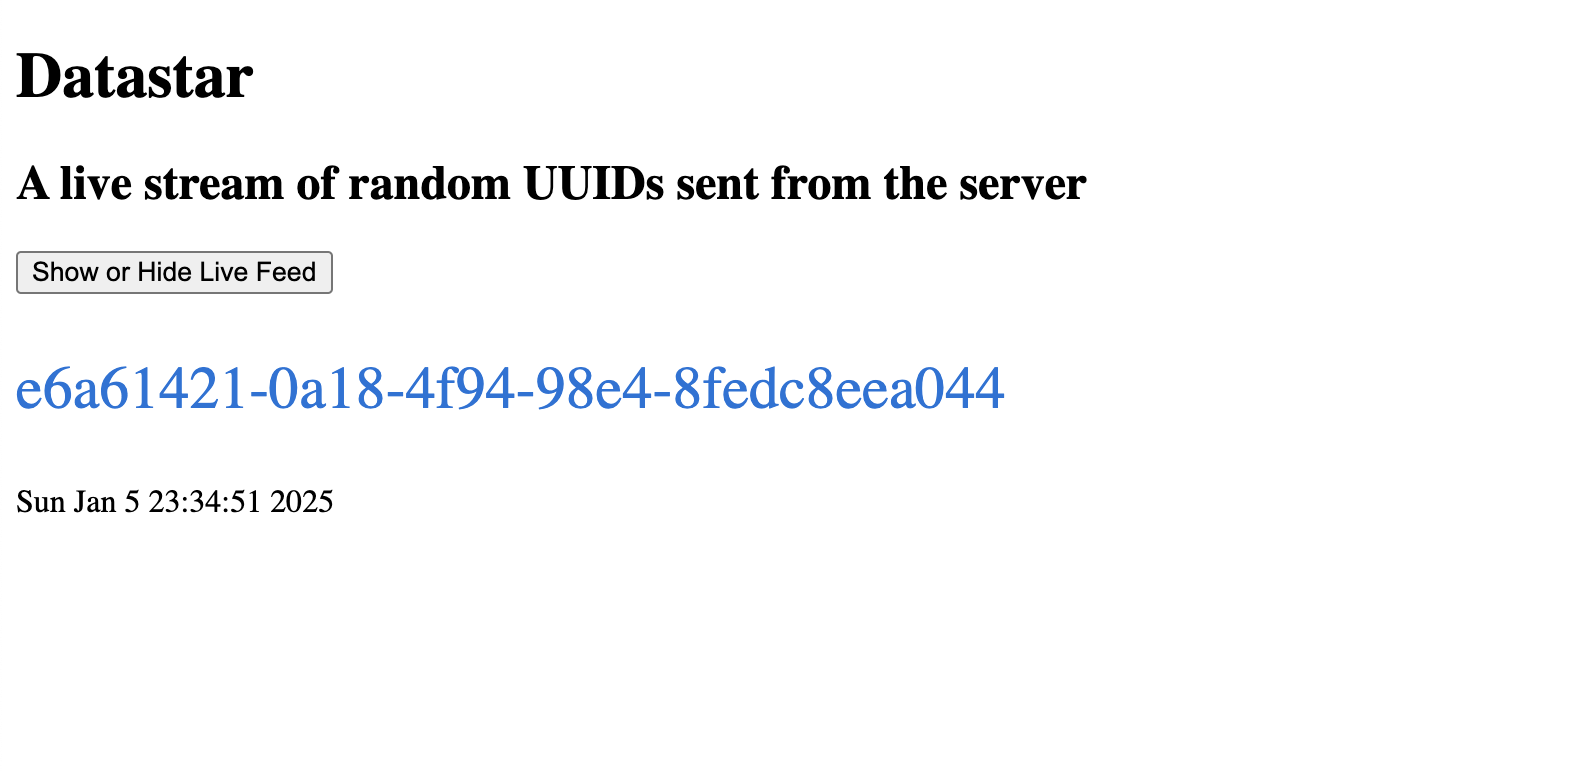 Datastar
A live stream of random UUIDs sent from the server
Show or Hide Live Feed
e6a61421-0a18-4f94-98e4-8fedc8eea044
Sun Jan 5 23:34:51 2025